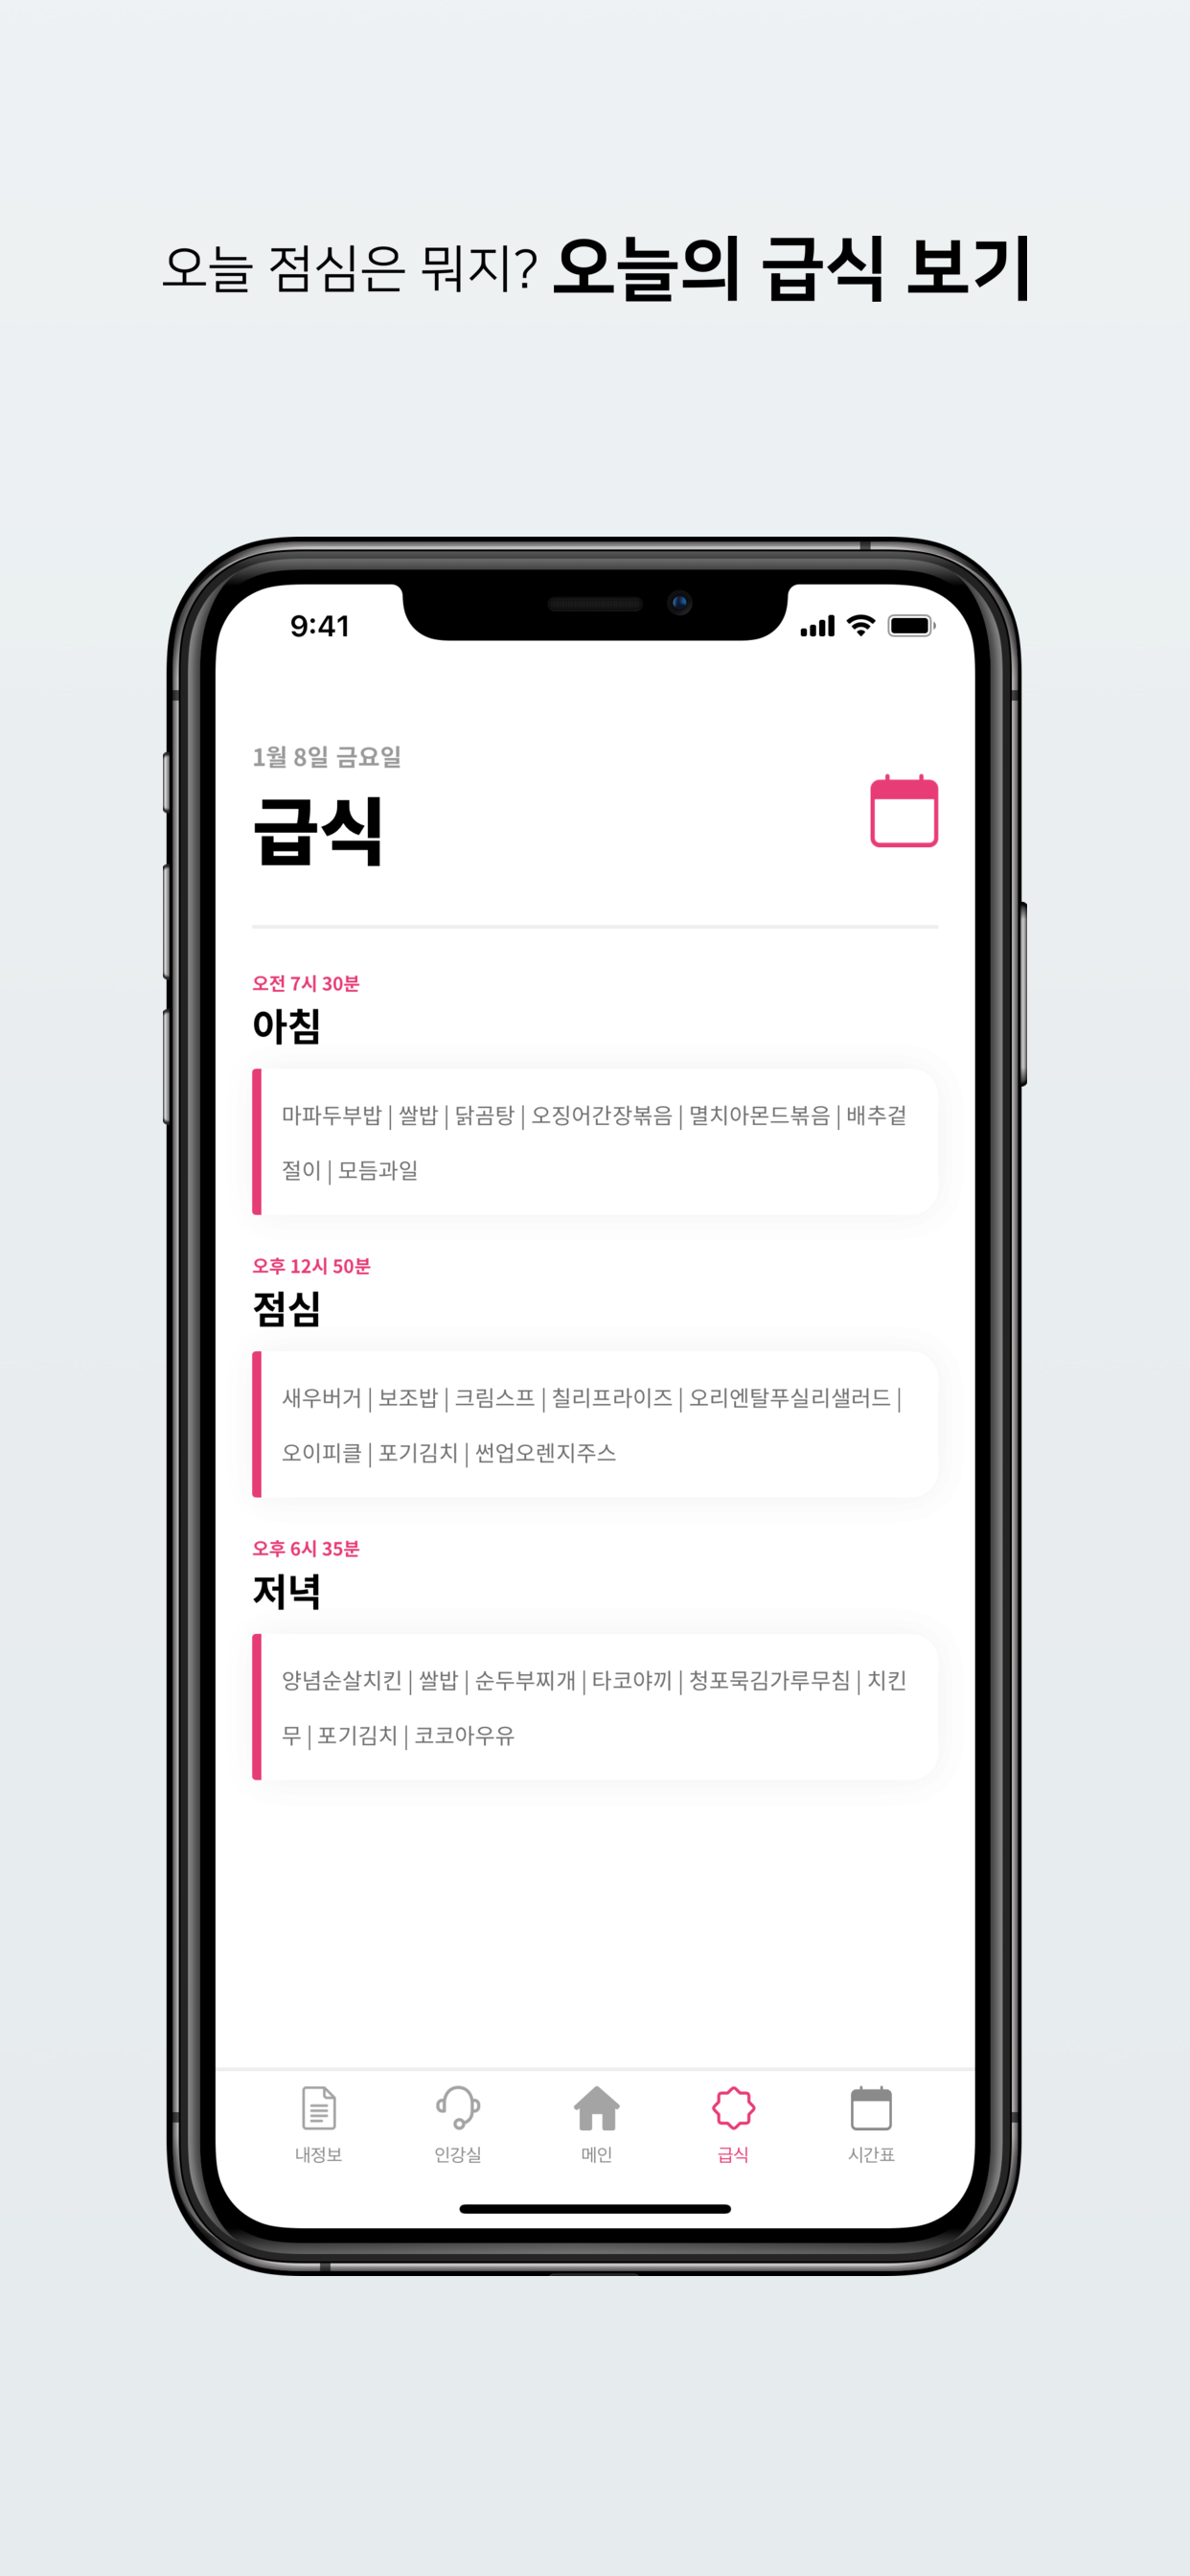 오늘 점심은 뭐지? 오늘의 급식 보기
9:41
1월 8일 금요일
급식
오전 7시 30분
아침
마파두부밥 | 쌀밥 | 닭곰탕 | 오징어간장볶음 | 멸치아몬드볶음 | 배추겉
절이 | 모듬과일
오후 12시 50분
점심
새우버거 | 보조밥 | 크림스프 | 칠리프라이즈 | 오리엔탈푸실리샐러드 |
오이피클 | 포기김치 | 썬업오렌지주스
오후 6시 35분
저녁
양념순살치킨 | 쌀밥 | 순두부찌개 | 타코야끼 | 청포묵김가루무침 | 치킨
무 | 포기김치 | 코코아우유
내정보 인강실 메인 급식 시간표